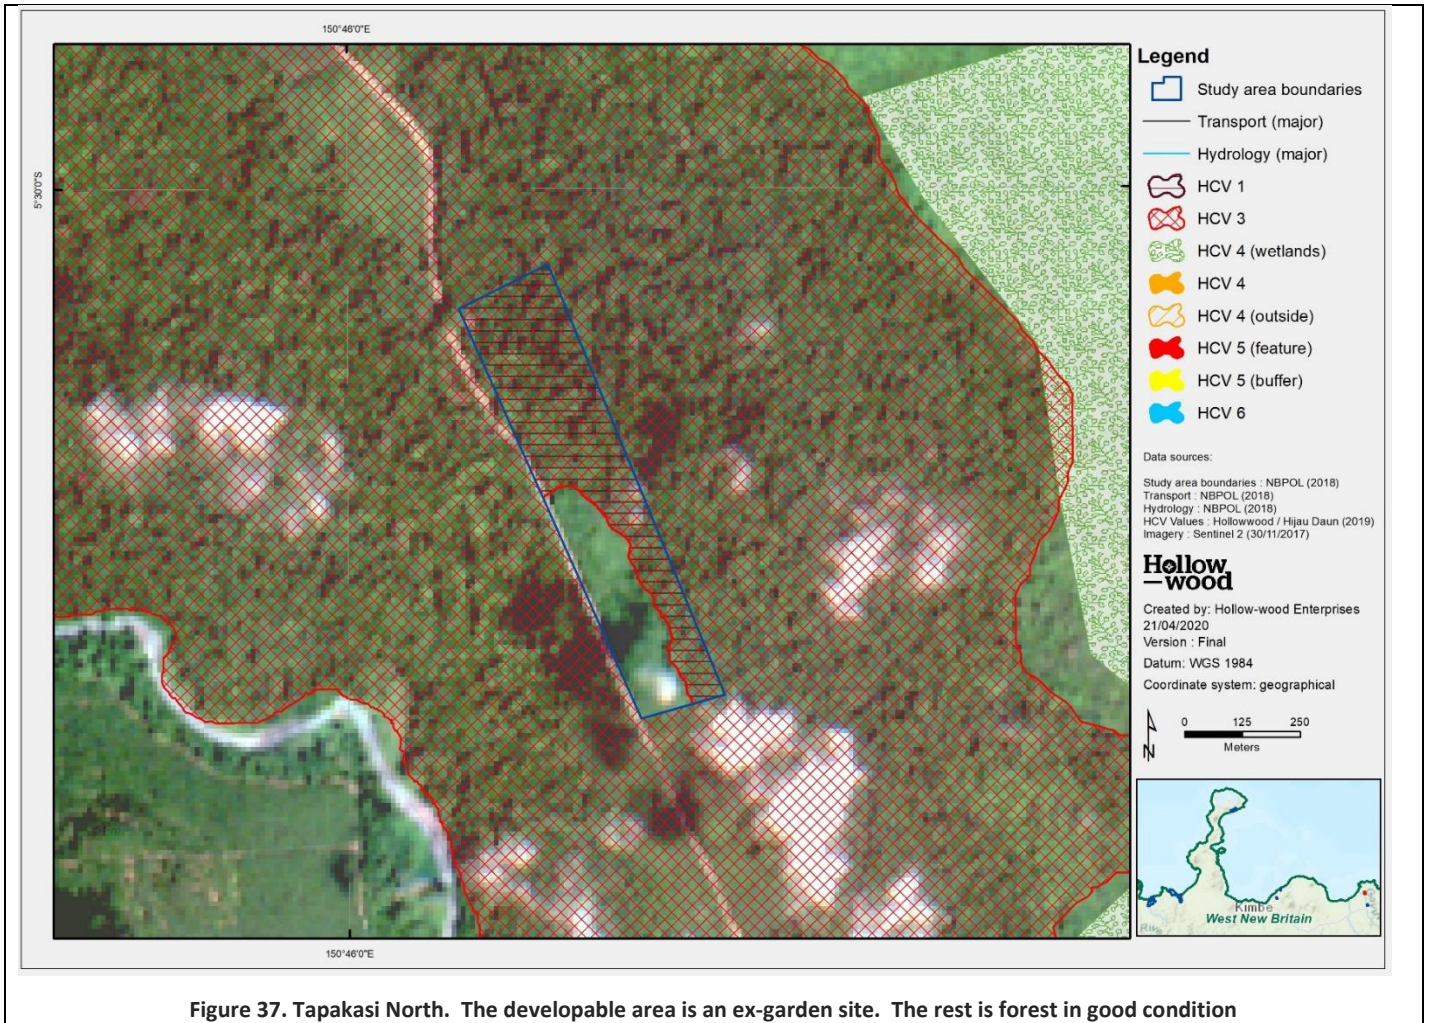 150°46'0"E
5°30'0"S
Legend
Study area boundaries
Transport (major)
Hydrology (major)
HCV 1
HCV 3
HCV 4 (wetlands)
HCV 4
HCV 4 (outside)
HCV 5 (feature)
HCV 5 (buffer)
HCV 6
Data sources:
Study area boundaries : NBPOL (2018)
Transport : NBPOL (2018)
Hydrology : NBPOL (2018)
HCV Values : Hollowwood / Hijau Daun (2019)
Imagery : Sentinel 2 (30/11/2017)
Hollow
—wood
Created by: Hollow-wood Enterprises
21/04/2020
Version : Final
Datum: WGS 1984
Coordinate system: geographical
N
0 125 250
Meters
Kimbe
West New Britain
150°46'0"E
Figure 37. Tapakasi North. The developable area is an ex-garden site. The rest is forest in good condition